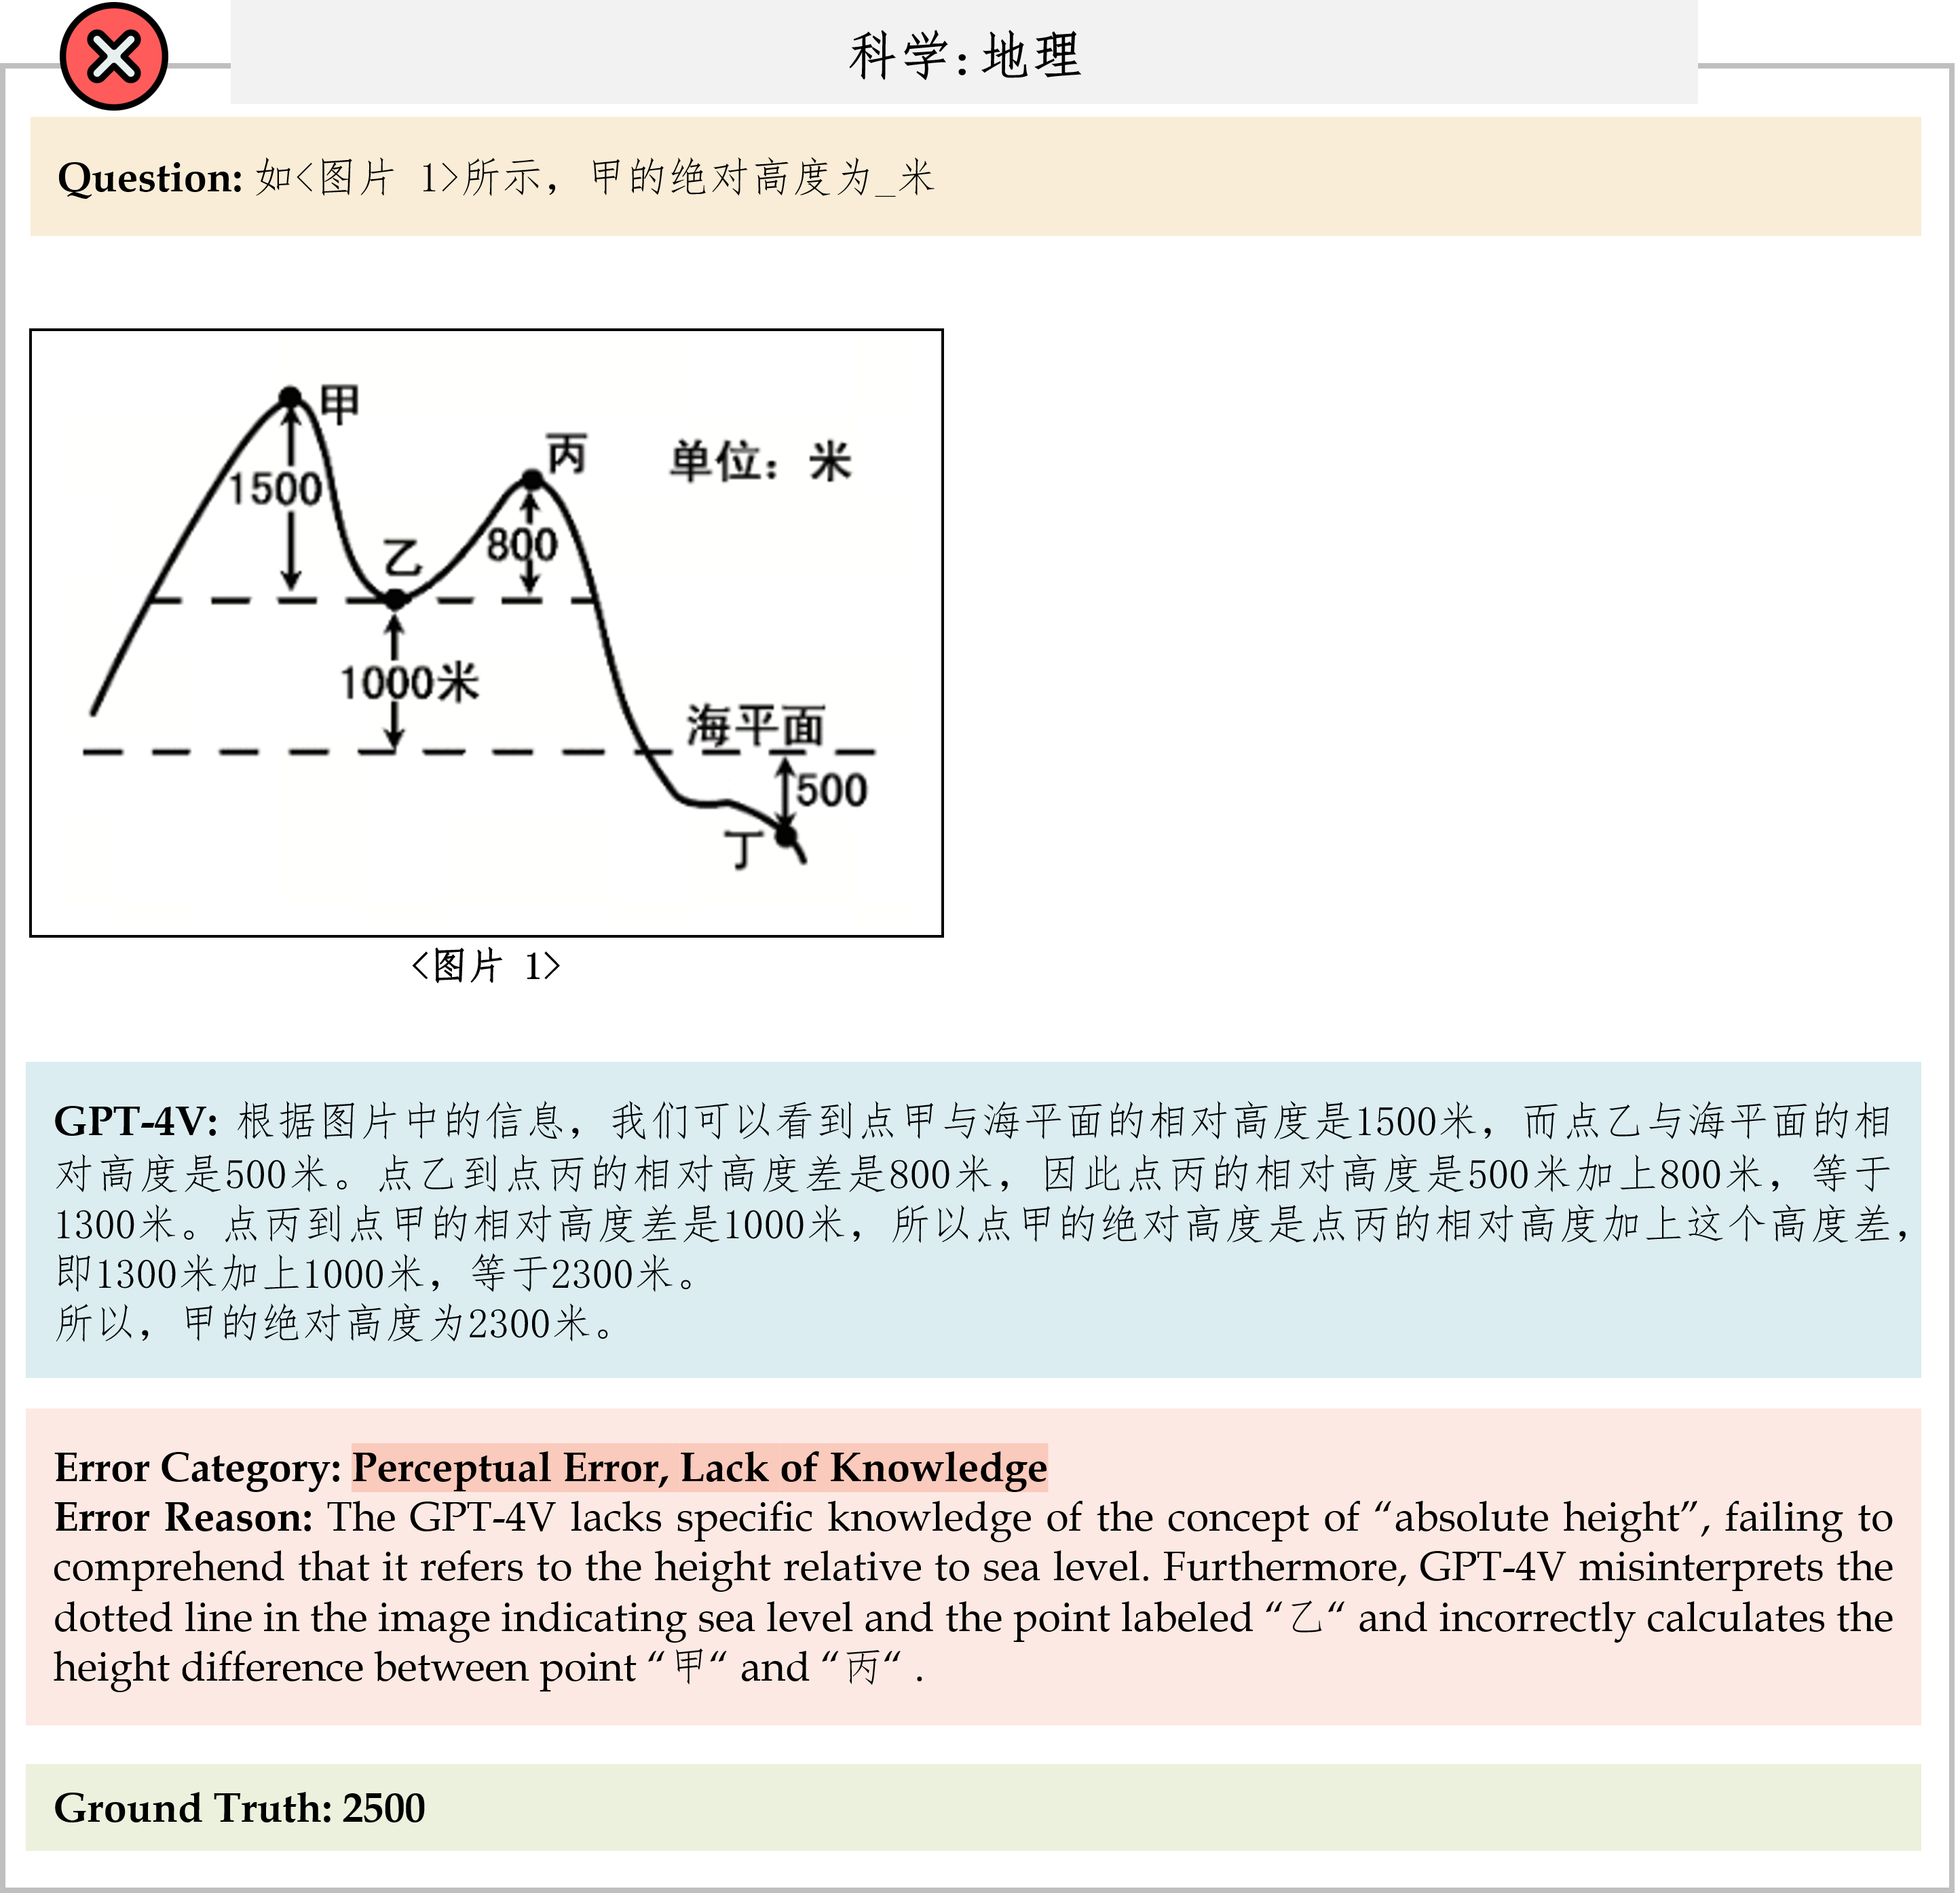 科学:地理
Question: 如<图片 1>所示，甲的绝对高度为_米
甲
丙
单位：米
1500
800
乙
1000米
海平面
500
丁
<图片 1>
GPT-4V: 根据图片中的信息，我们可以看到点甲与海平面的相对高度是1500米，而点乙与海平面的相
对高度是500米。点乙到点丙的相对高度差是800米，因此点丙的相对高度是500米加上800米，等于
1300米。点丙到点甲的相对高度差是1000米，所以点甲的绝对高度是点丙的相对高度加上这个高度差，
即1300米加上1000米，等于2300米。
所以，甲的绝对高度为2300米。
Error Category: Perceptual Error, Lack of Knowledge
Error Reason: The GPT-4V lacks specific knowledge of the concept of “absolute height”, failing to
comprehend that it refers to the height relative to sea level. Furthermore, GPT-4V misinterprets the
dotted line in the image indicating sea level and the point labeled “乙“ and incorrectly calculates the
height difference between point “甲“ and “丙“ .
Ground Truth: 2500